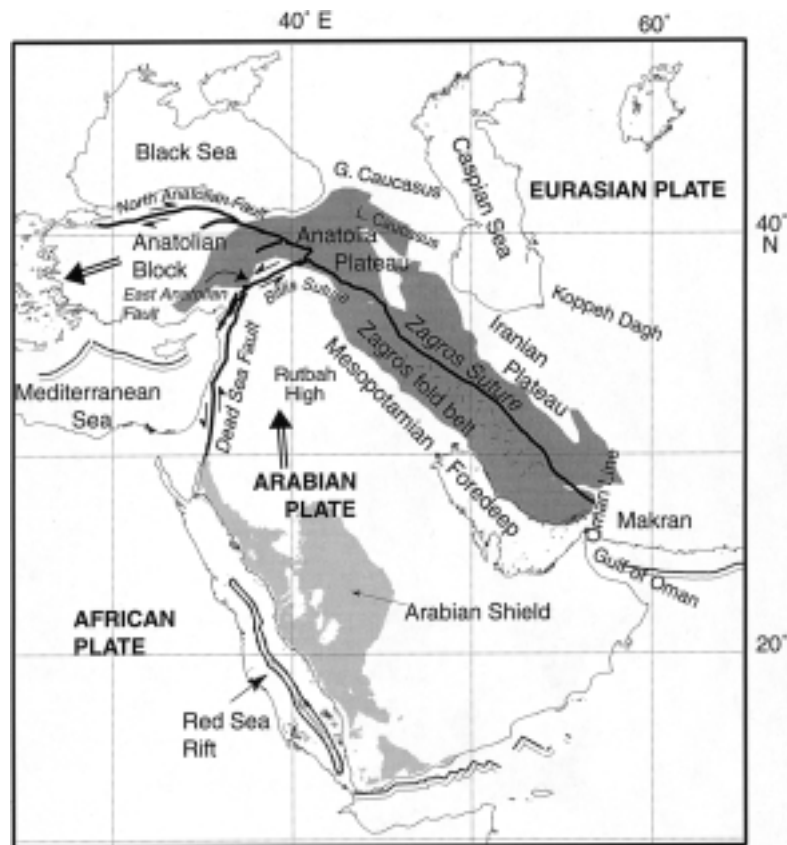 40° E
60°
Black Sea
G. Caucasus
Caspian Sea
EURASIAN PLATE
North Anatolian Fault
L. Caucasus
40°
N
Anatolian
Block
Anatolia
Plateau
East Anatolian
Fault
Bitlis Suture
Koppeh Dagh
Iranian
Plateau
Zagros Suture
Zagros fold belt
Mesopotamian
Foredeep
Mediterranean
Sea
Dead Sea Fault
Rutbah
High
ARABIAN
PLATE
Oman Line
Makran
Gulf of Oman
AFRICAN
PLATE
Arabian Shield
20°
Red Sea
Rift